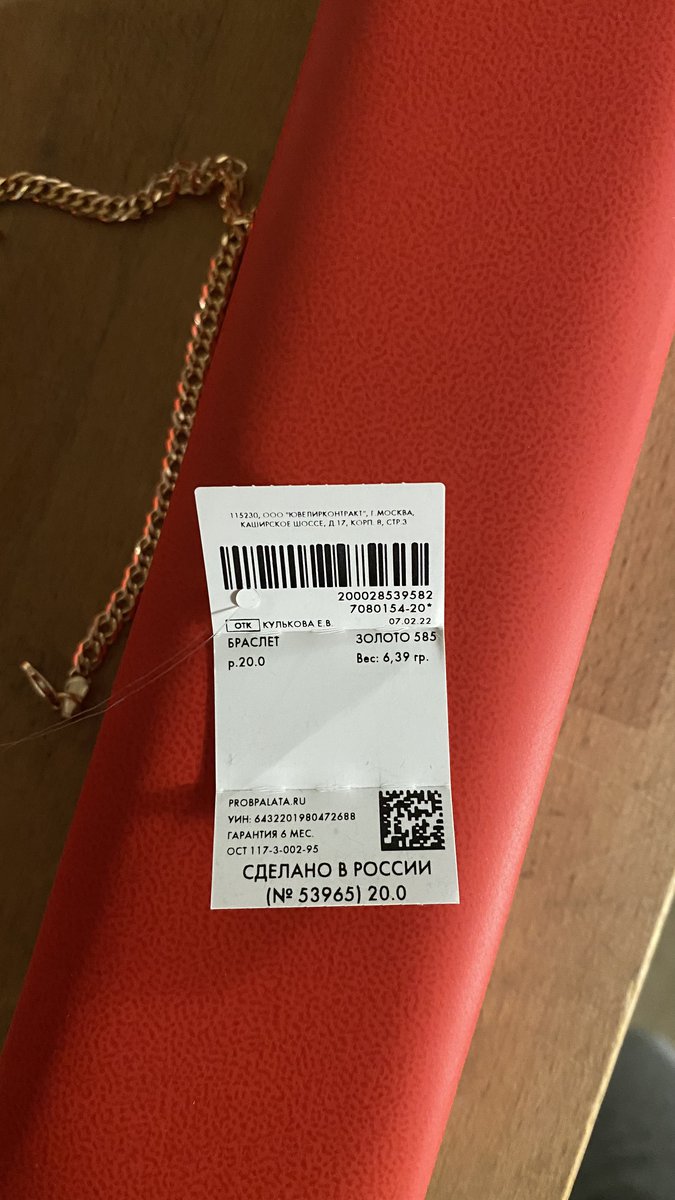 115230, ООО "ЮВЕЛИРКОНТРАКТ", Г.МОСКВА,
КАШИРСКОЕ ШОССЕ, Д.17, КОРП. 8, СТР.3
200028539582
7080154-20*
ОТК КУЛЬКОВА Е.В. 07.02.22
БРАСЛЕТ ЗОЛОТО 585
р.20.0 Вес: 6,39 гр.
PROBPALATA.RU
УИН: 6432201980472688
ГАРАНТИЯ 6 МЕС.
ОСТ 117-3-002-95
СДЕЛАНО В РОССИИ
(№ 53965) 20.0